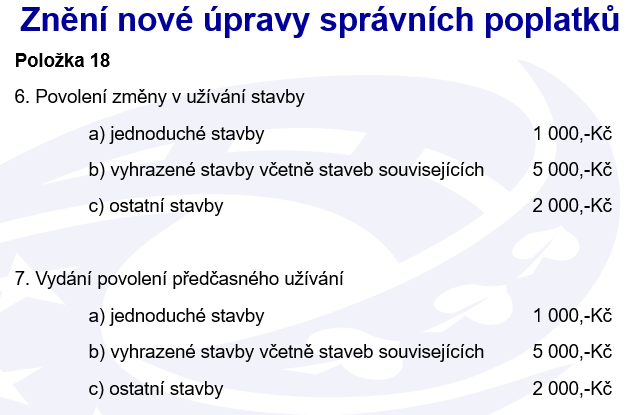 Znění nové úpravy správních poplatků
Položka 18
6. Povolení změny v užívání stavby
a) jednoduché stavby 1 000,-Kč
b) vyhrazené stavby včetně staveb souvisejících 5 000,-Kč
c) ostatní stavby 2 000,-Kč
7. Vydání povolení předčasného užívání
a) jednoduché stavby 1 000,-Kč
b) vyhrazené stavby včetně staveb souvisejících 5 000,-Kč
c) ostatní stavby 2 000,-Kč